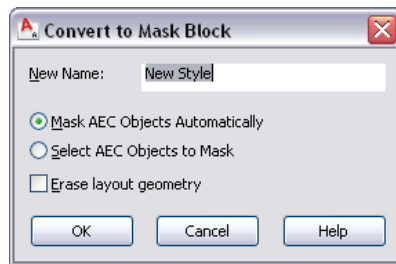 Convert to Mask Block
New Name: New Style
Mask AEC Objects Automatically
Select AEC Objects to Mask
Erase layout geometry
OK Cancel Help